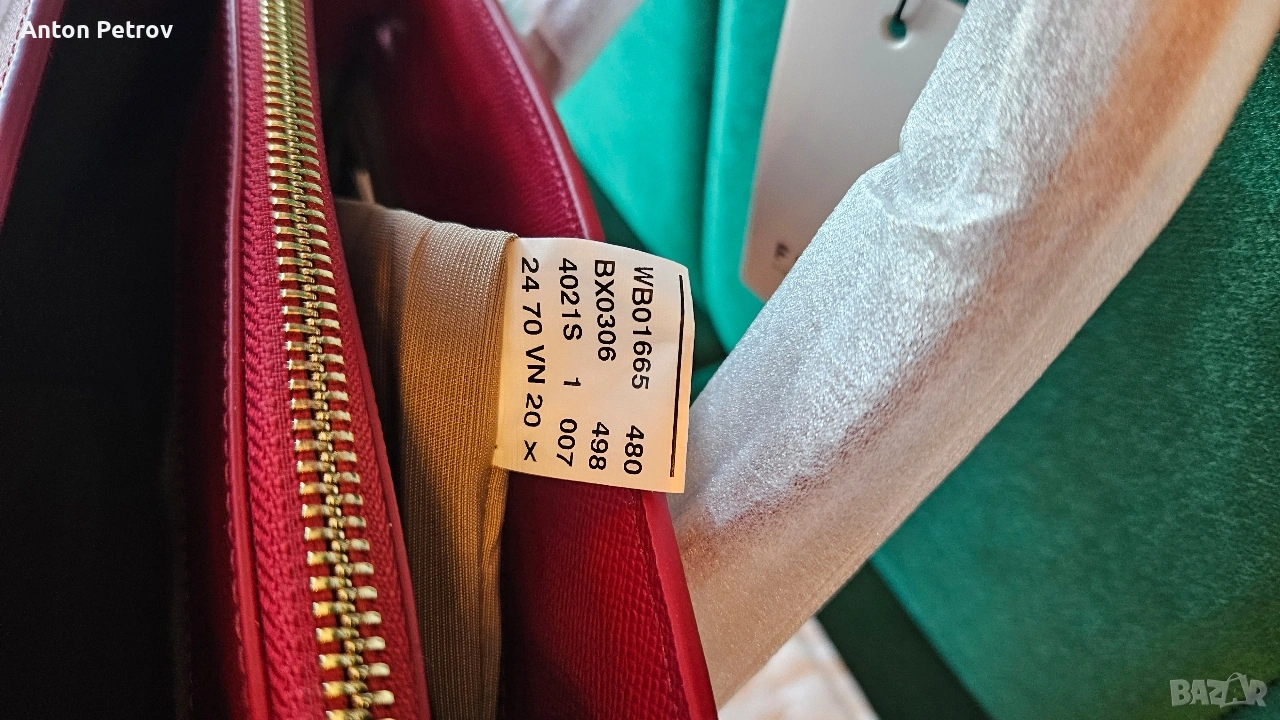 Anton Petrov
WB01665 480
BX0306 498
4021S 1 007
24 70 VN 20 X
BAZAR